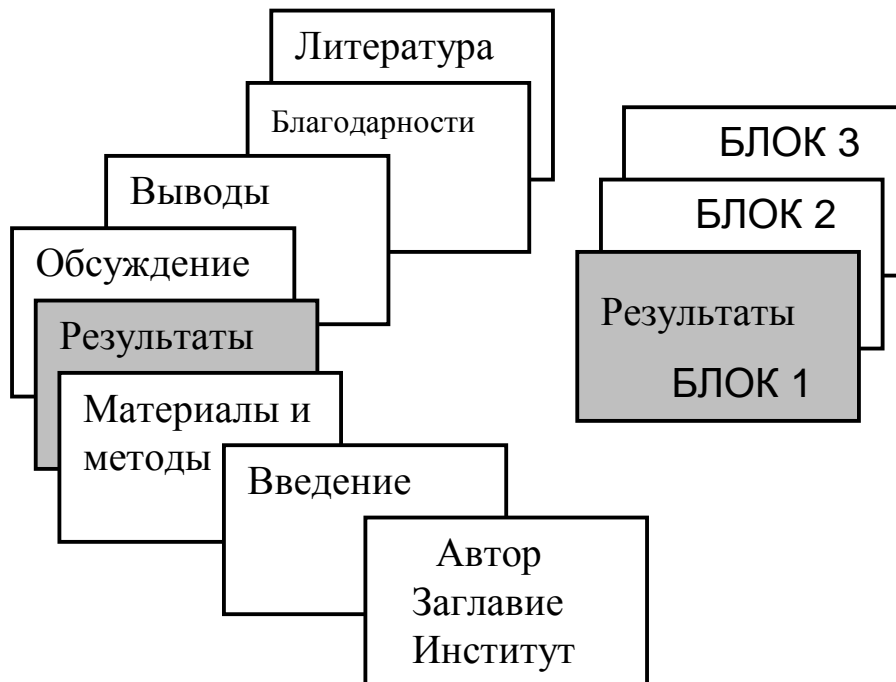 Литература
Благодарности
Выводы
Обсуждение
Результаты
Материалы и
методы
Введение
Автор
Заглавие
Институт
БЛОК 3
БЛОК 2
Результаты
БЛОК 1